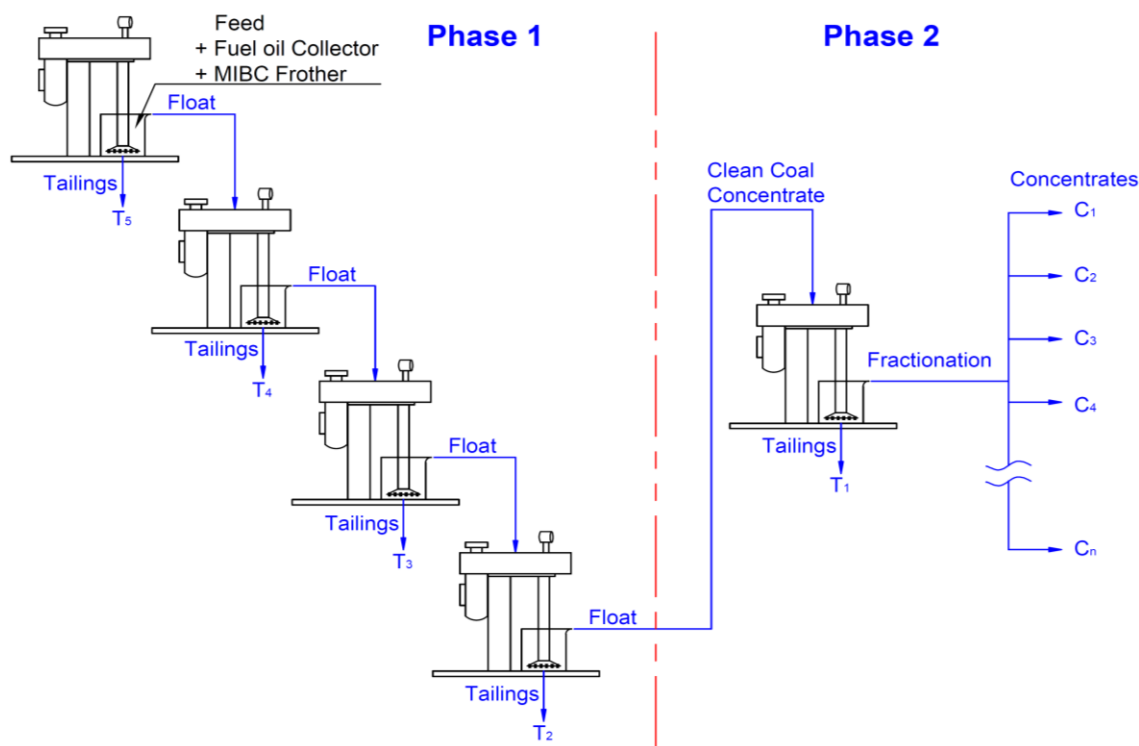 Feed
+ Fuel oil Collector
+ MIBC Frother
Phase 1
Phase 2
Float
Tailings
T₅
Float
Tailings
T₄
Float
Tailings
T₃
Float
Tailings
T₂
Clean Coal
Concentrate
Fractionation
Tailings
T₁
Concentrates
C₁
C₂
C₃
C₄
Cₙ